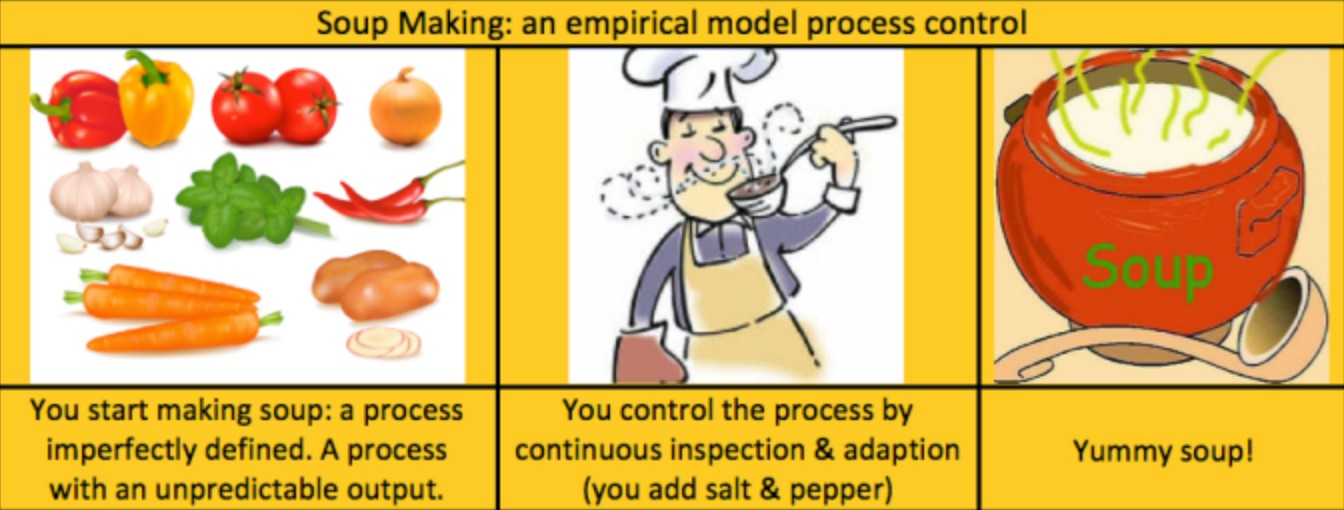 Soup Making: an empirical model process control
Soup
You start making soup: a process
imperfectly defined. A process
with an unpredictable output.
You control the process by
continuous inspection & adaption
(you add salt & pepper)
Yummy soup!